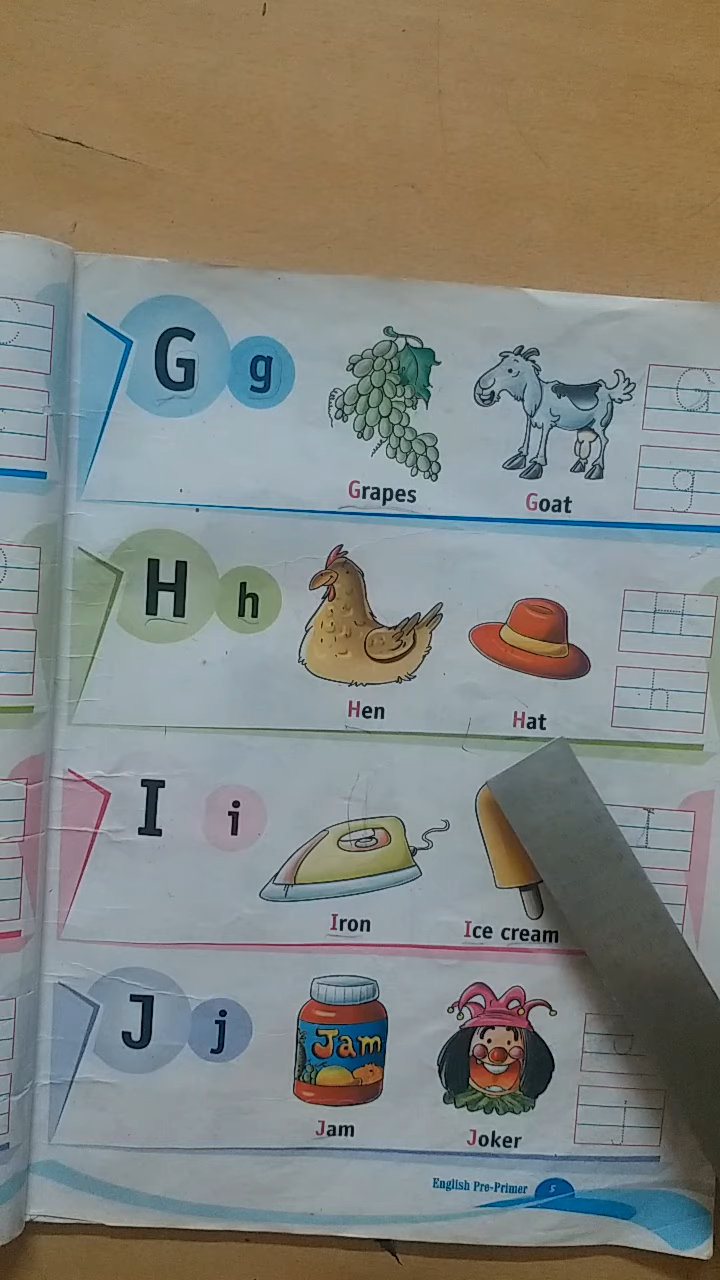 G g
Grapes Goat
G
g
H h
Hen Hat
H
h
I i
Iron Ice cream
I
J j
Jam
Jam Joker
j
English Pre-Primer 5